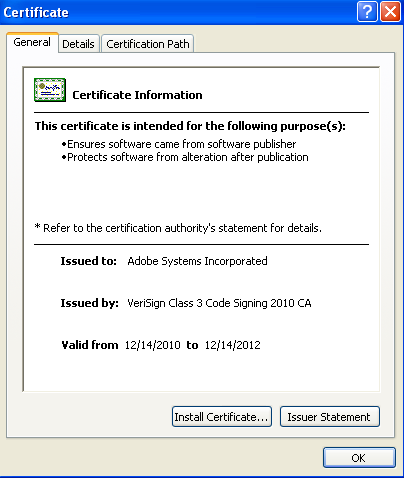 Certificate
General
Details
Certification Path
Certificate Information
This certificate is intended for the following purpose(s):
•Ensures software came from software publisher
•Protects software from alteration after publication
* Refer to the certification authority's statement for details.
Issued to: Adobe Systems Incorporated
Issued by: VeriSign Class 3 Code Signing 2010 CA
Valid from 12/14/2010 to 12/14/2012
Install Certificate...
Issuer Statement
OK